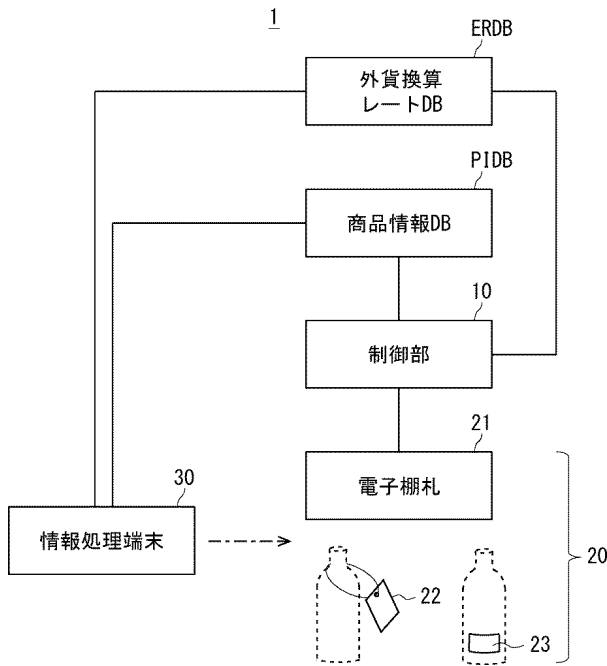 1
ERDB
外貨換算
レートDB
PIDB
商品情報DB
10
制御部
21
電子棚札
30
情報処理端末
20
22
23